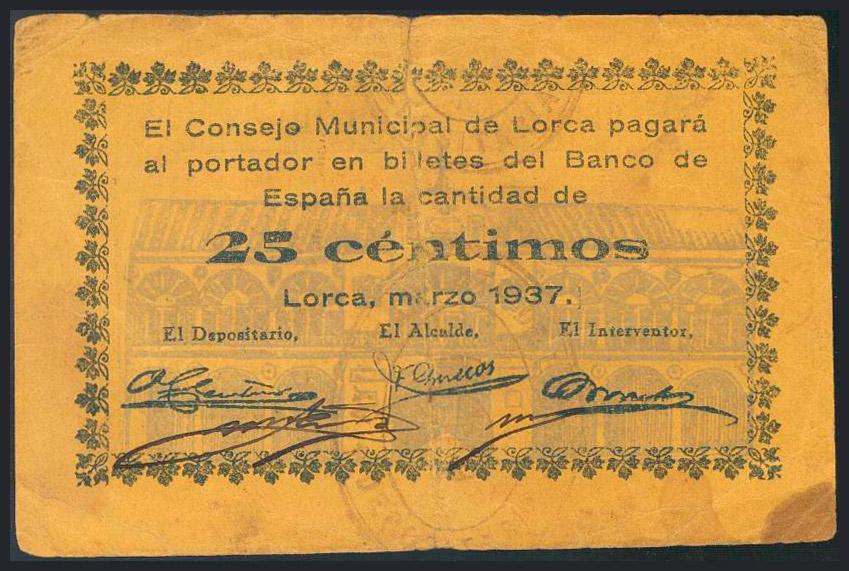 El Consejo Municipal de Lorca pagará
al portador en billetes del Banco de
España la cantidad de
25 céntimos
Lorca, marzo 1937.
El Depositario, El Alcalde, El Interventor,